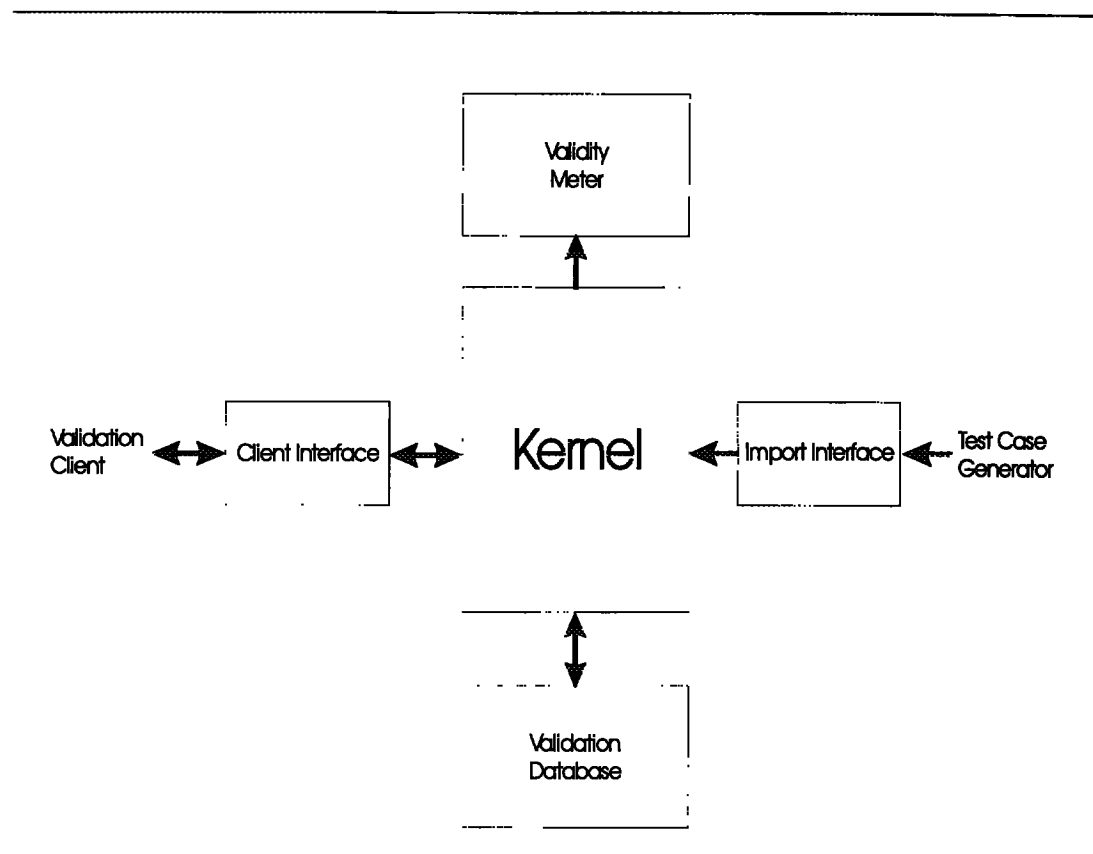 Validity
Meter
Validation
Client
Client Interface
Kernel
Import Interface
Test Case
Generator
Validation
Database